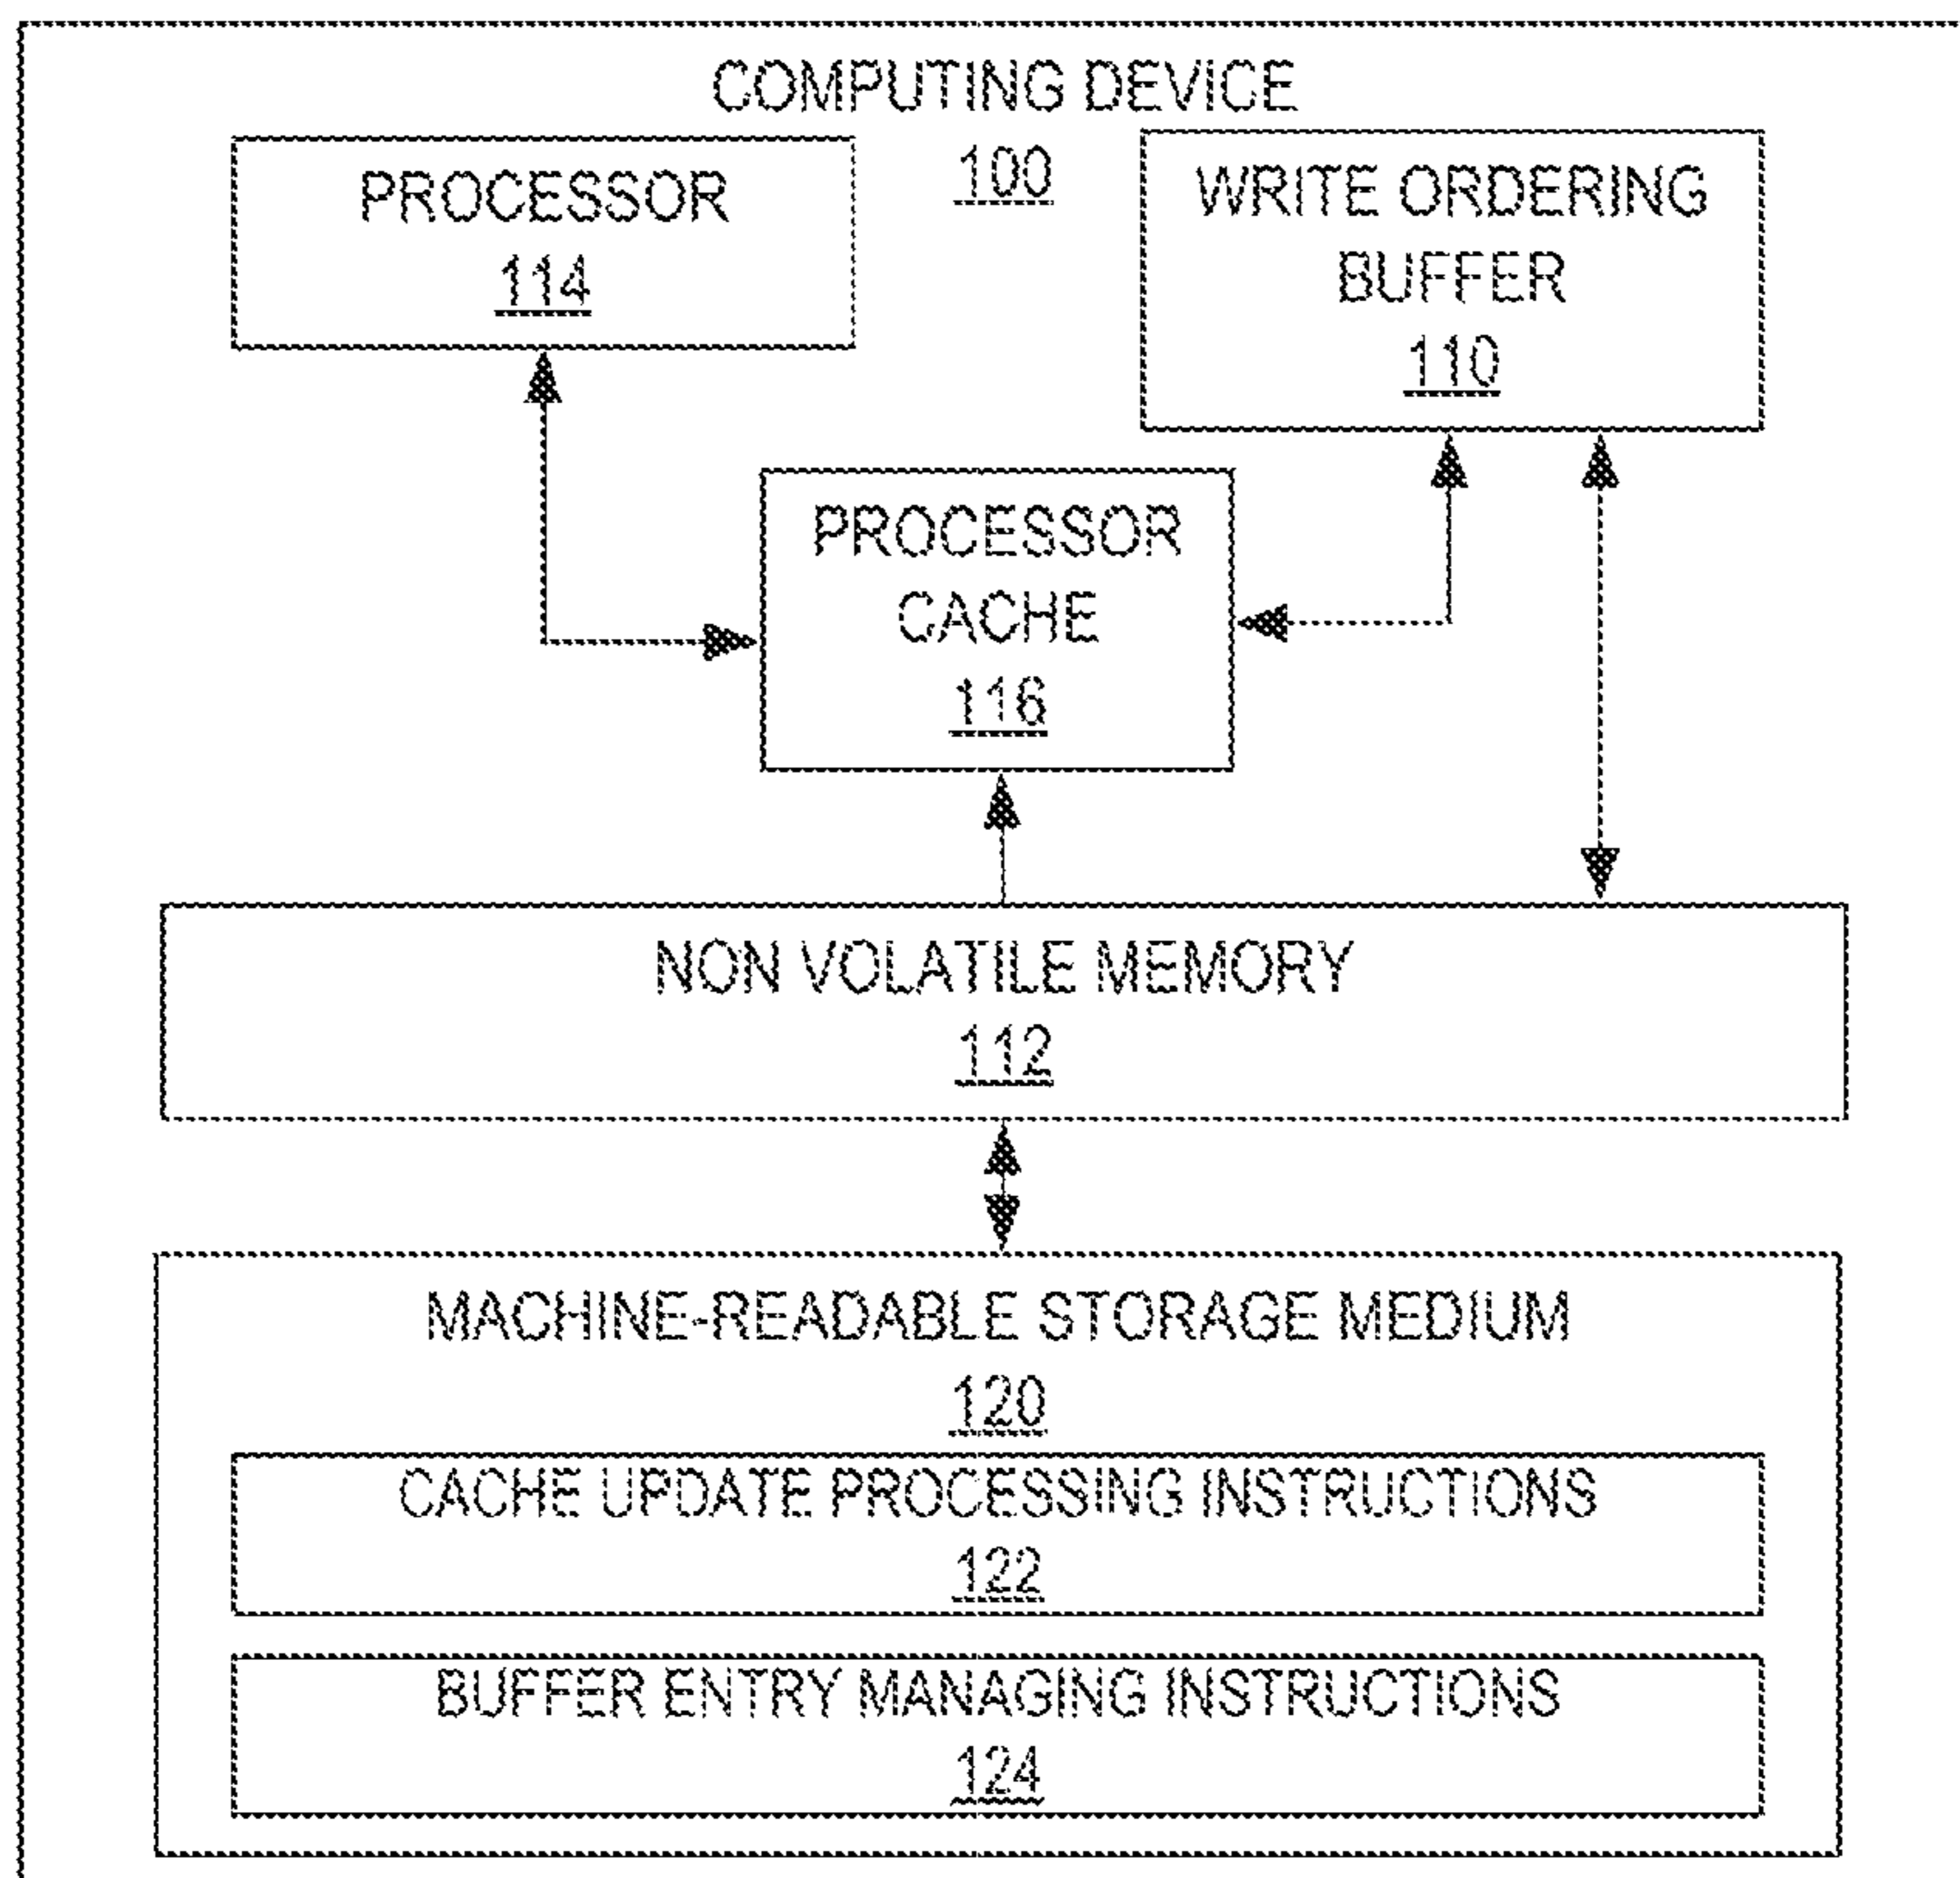 COMPUTING DEVICE
100
PROCESSOR
114
WRITE ORDERING
BUFFER
110
PROCESSOR
CACHE
116
NON VOLATILE MEMORY
112
MACHINE-READABLE STORAGE MEDIUM
120
CACHE UPDATE PROCESSING INSTRUCTIONS
122
BUFFER ENTRY MANAGING INSTRUCTIONS
124